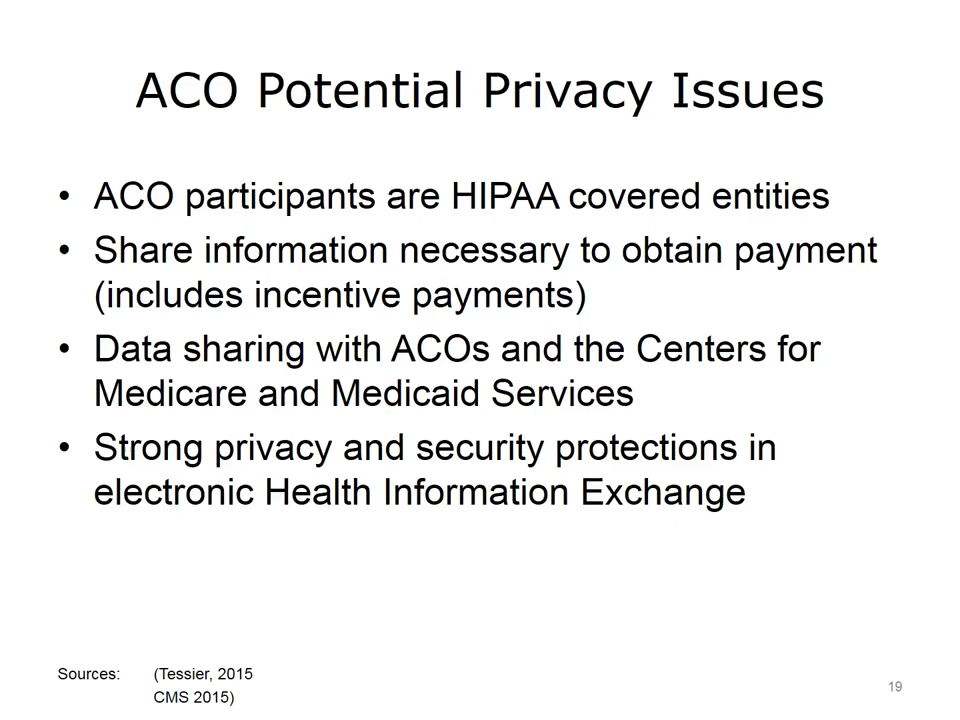 ACO Potential Privacy Issues
• ACO participants are HIPAA covered entities
• Share information necessary to obtain payment
(includes incentive payments)
• Data sharing with ACOs and the Centers for
Medicare and Medicaid Services
• Strong privacy and security protections in
electronic Health Information Exchange
Sources: (Tessier, 2015
CMS 2015)
19